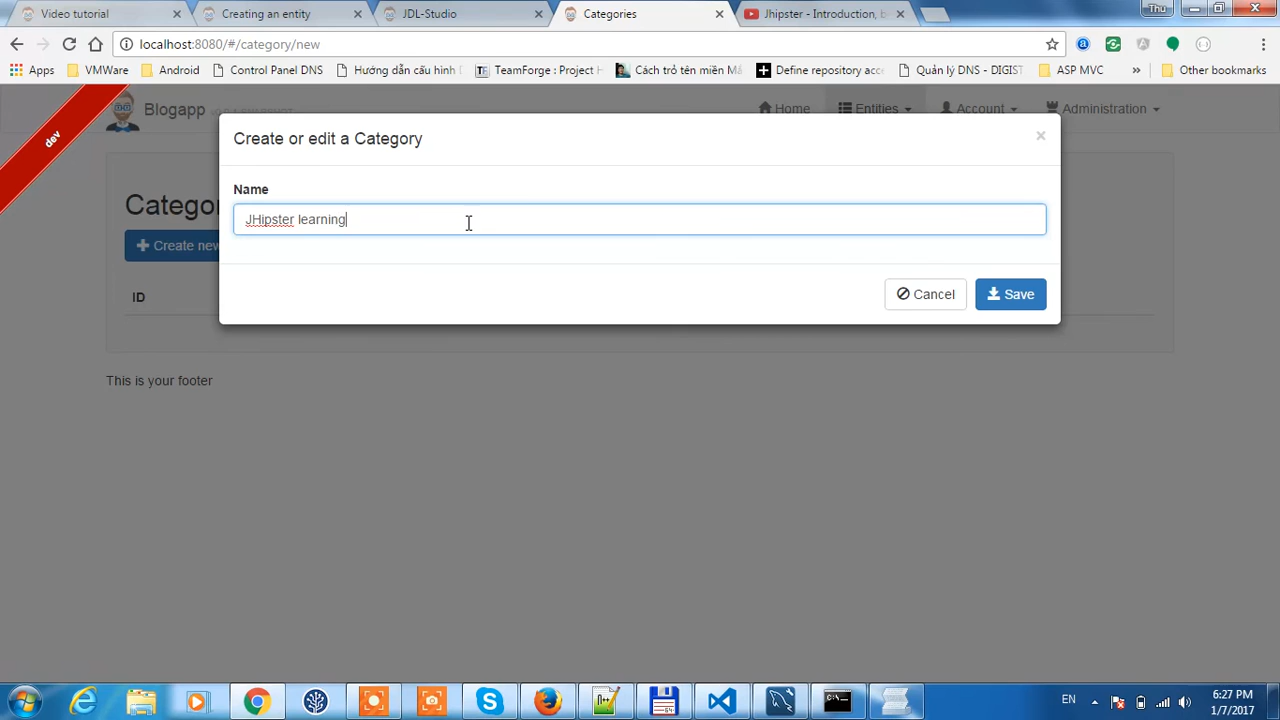 Video tutorial
Creating an entity
JDL-Studio
Categories
Jhipster - Introduction, b
Thu
localhost:8080/#/category/new
Apps
VMWare
Android
Control Panel DNS
Hướng dẫn cấu hình
TeamForge : Project H
Cách trỏ tên miền Mắ
Define repository acce
Quản lý DNS - DIGIST
ASP MVC
»
Other bookmarks
dev
Blogapp
Home
Entities
Account
Administration
Create or edit a Category
×
Name
JHipster learning
Cancel
Save
Catego
Create new
ID
This is your footer
EN
6:27 PM
1/7/2017